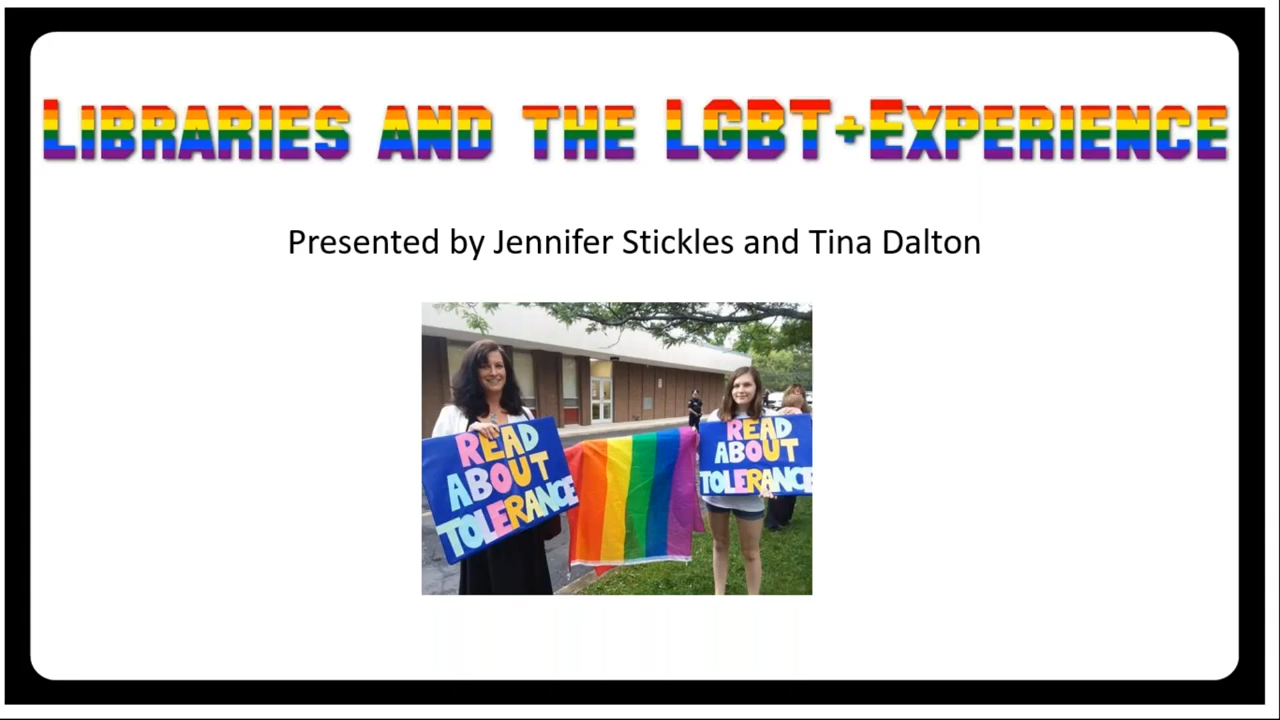 LIBRARIES AND THE LGBT+EXPERIENCE
Presented by Jennifer Stickles and Tina Dalton
READ
ABOUT
TOLERANCE
READ
ABOUT
TOLERANCE